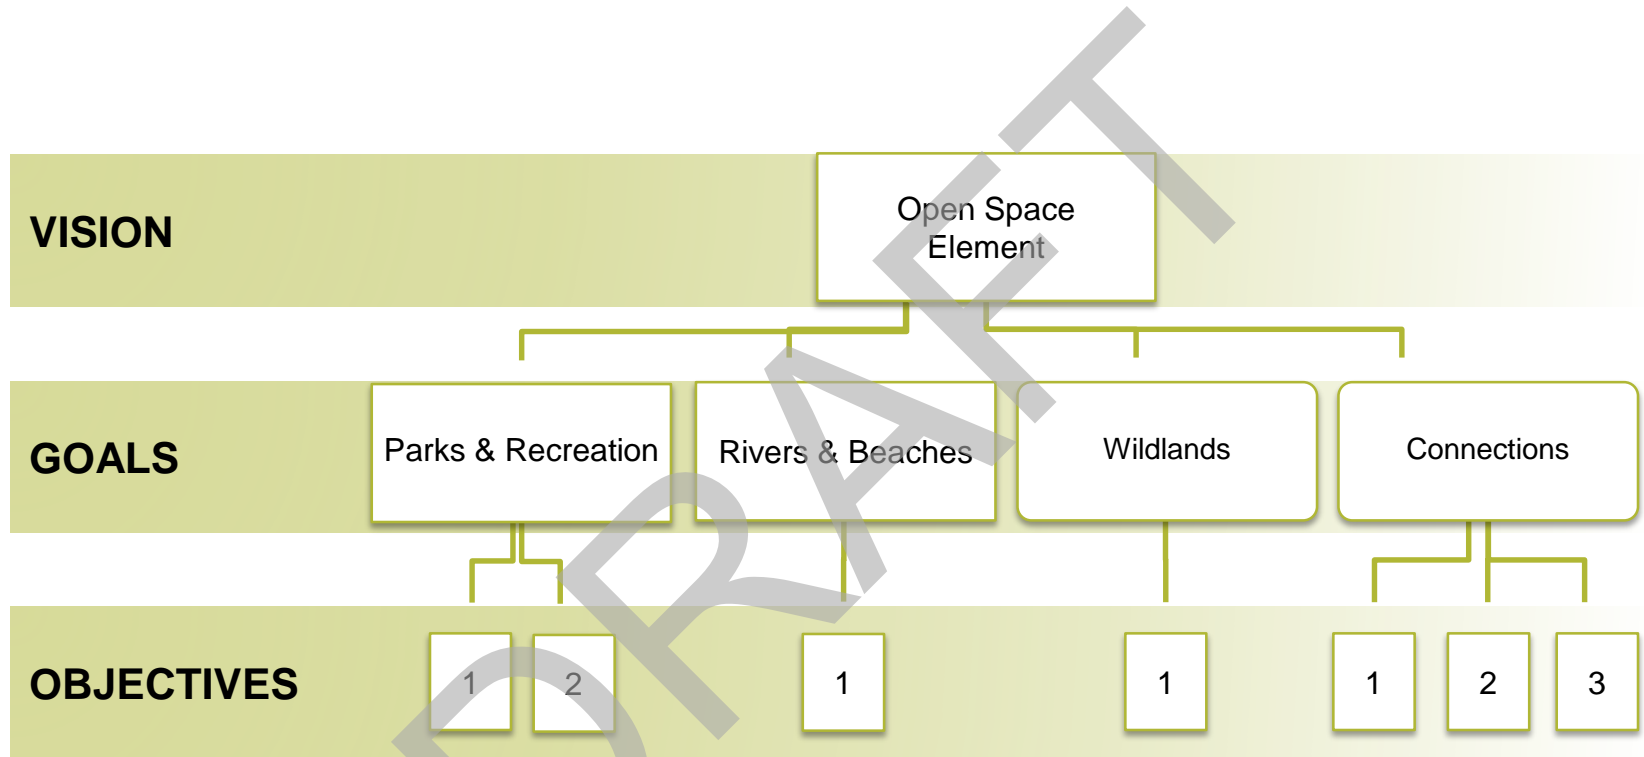 VISION
Open Space
Element
GOALS
Parks & Recreation
Rivers & Beaches
Wildlands
Connections
OBJECTIVES
1
2
1
1
1
2
3
DRAFT